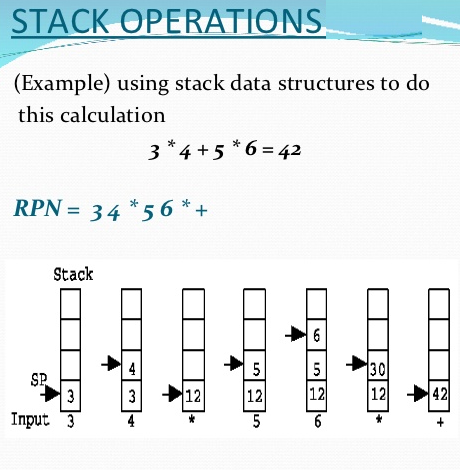 STACK OPERATIONS
(Example) using stack data structures to do
this calculation
3 * 4 + 5 * 6 = 42
RPN = 3 4 * 5 6 * +
Stack
6
4 5 5 30
SP 3 3 12 12 12 12 42
Input 3 4 * 5 6 * +